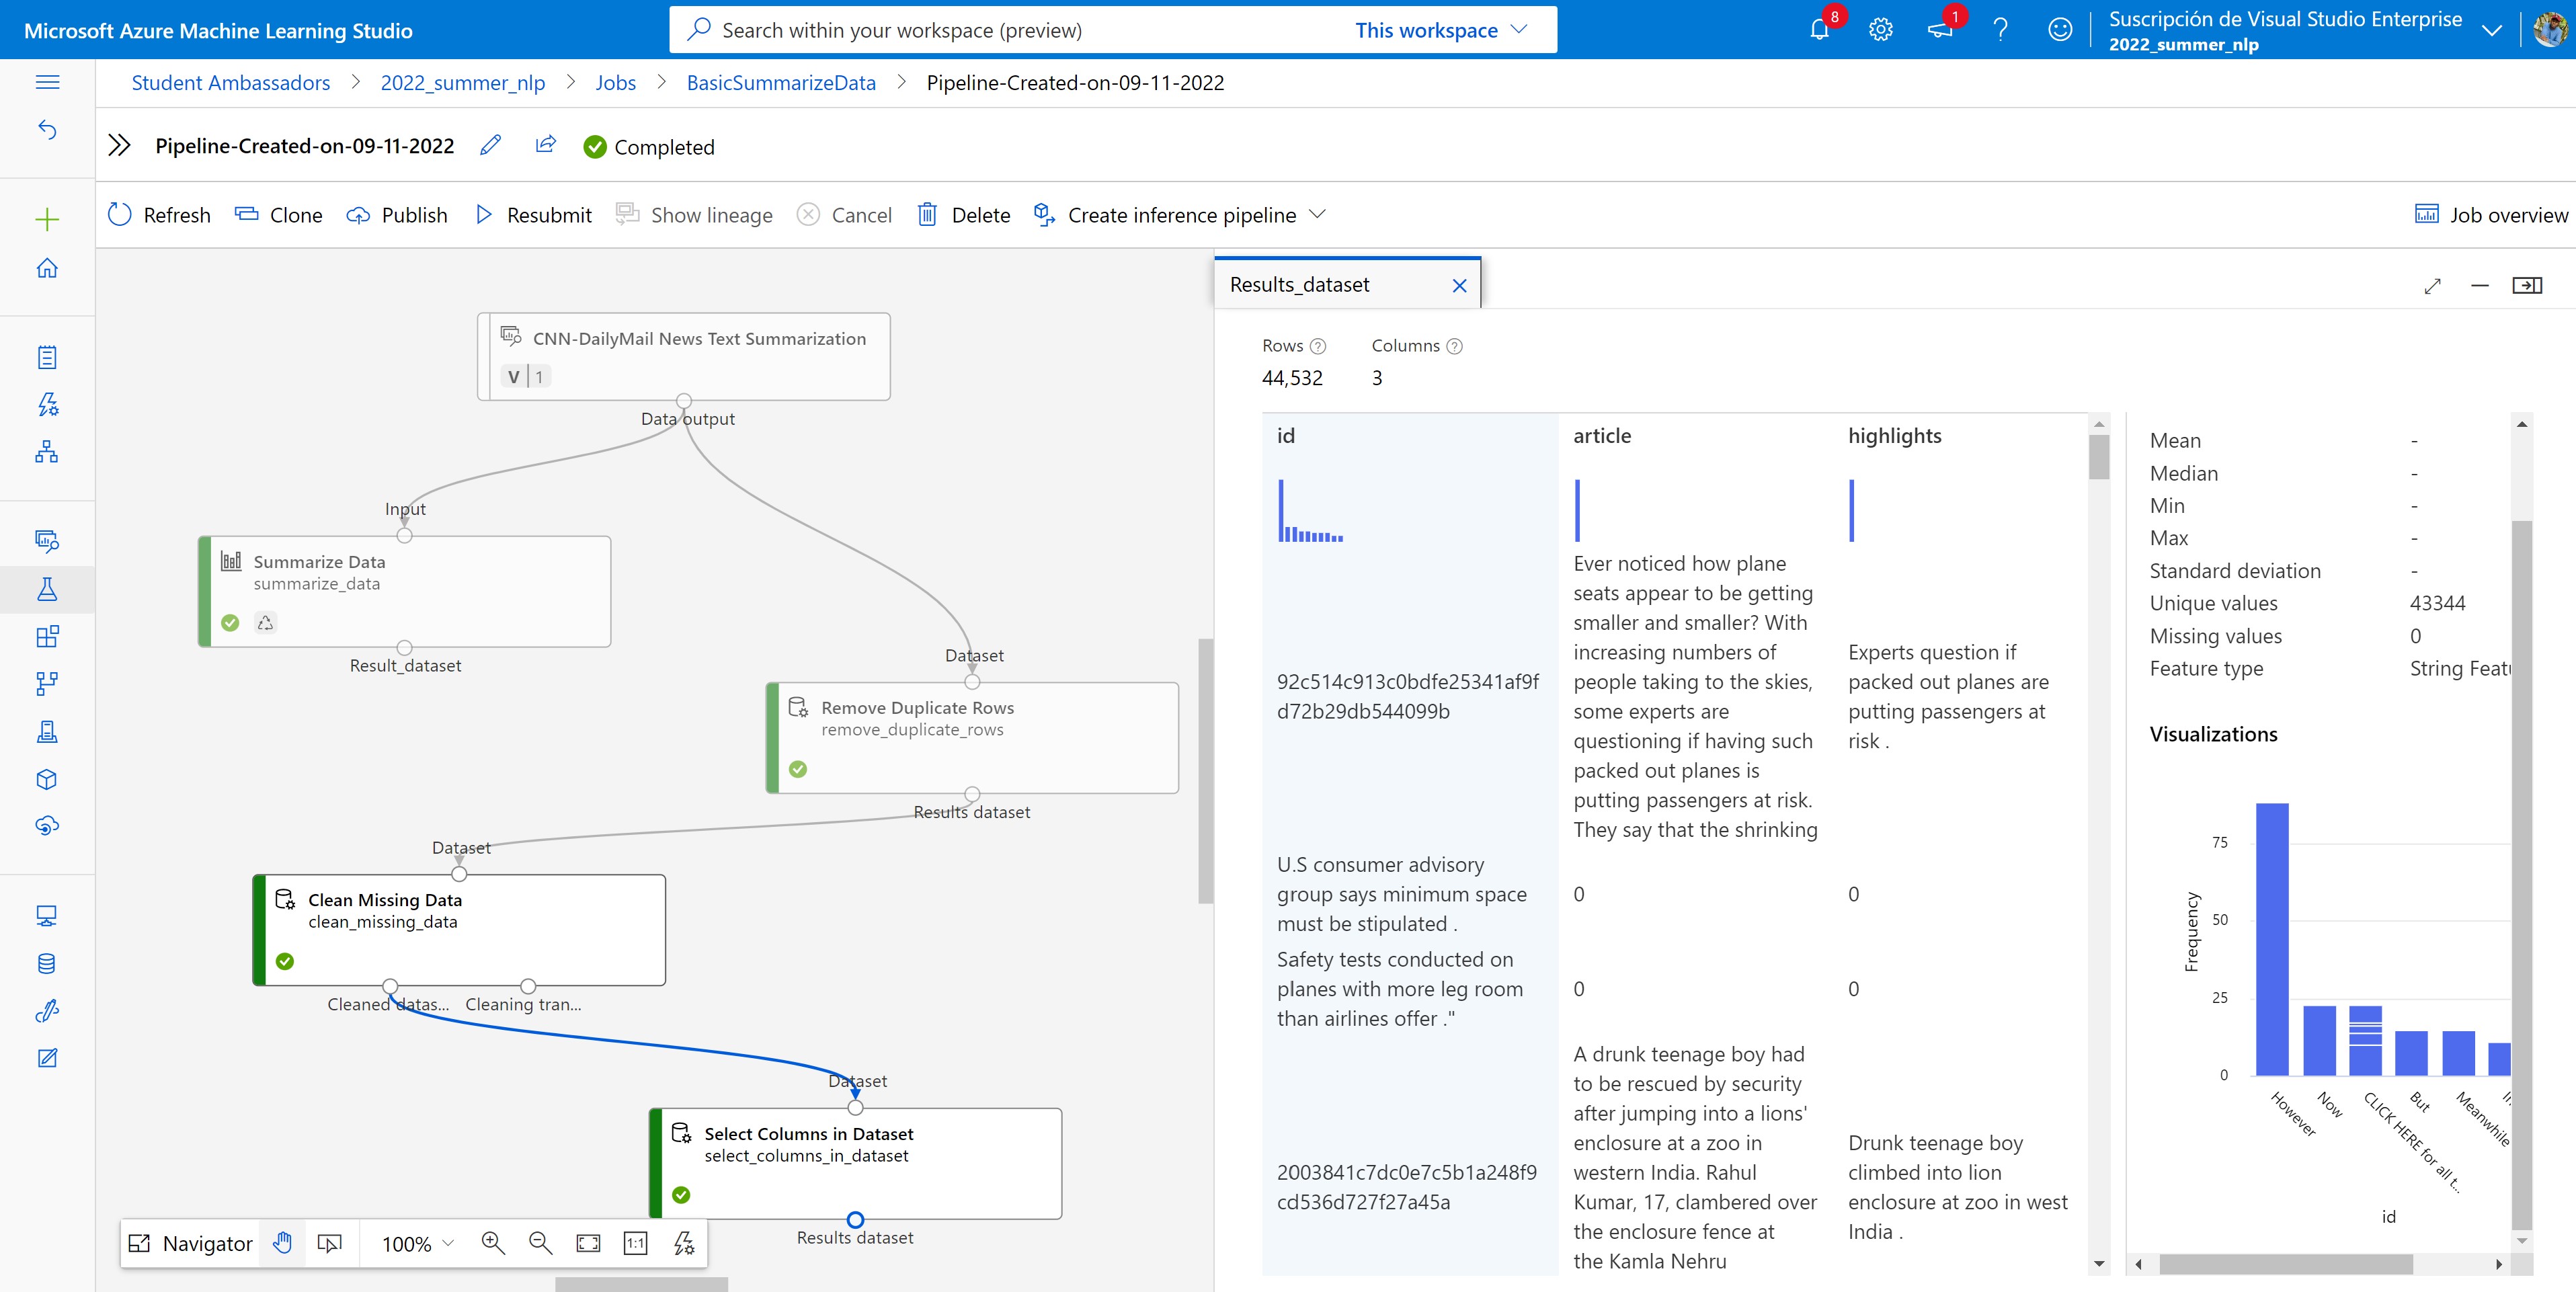 Microsoft Azure Machine Learning Studio
Search within your workspace (preview)
This workspace
8
1
Suscripción de Visual Studio Enterprise
2022_summer_nlp
Student Ambassadors > 2022_summer_nlp > Jobs > BasicSummarizeData > Pipeline-Created-on-09-11-2022
Pipeline-Created-on-09-11-2022
Completed
Refresh
Clone
Publish
Resubmit
Show lineage
Cancel
Delete
Create inference pipeline
Job overview
CNN-DailyMail News Text Summarization
V | 1
Data output
Input
Summarize Data
summarize_data
Result_dataset
Dataset
Remove Duplicate Rows
remove_duplicate_rows
Results dataset
Dataset
Clean Missing Data
clean_missing_data
Cleaned datas...
Cleaning tran...
Dataset
Select Columns in Dataset
select_columns_in_dataset
Results dataset
Navigator
100%
1:1
Results_dataset
Rows
Columns
44,532
3
id
article
highlights
92c514c913c0bdfe25341af9f
d72b29db544099b
Ever noticed how plane
seats appear to be getting
smaller and smaller? With
increasing numbers of
people taking to the skies,
some experts are
questioning if having such
packed out planes is
putting passengers at risk.
They say that the shrinking
Experts question if
packed out planes are
putting passengers at
risk .
U.S consumer advisory
group says minimum space
must be stipulated .
0
0
Safety tests conducted on
planes with more leg room
than airlines offer ."
0
0
2003841c7dc0e7c5b1a248f9
cd536d727f27a45a
A drunk teenage boy had
to be rescued by security
after jumping into a lions'
enclosure at a zoo in
western India. Rahul
Kumar, 17, clambered over
the enclosure fence at
the Kamla Nehru
Drunk teenage boy
climbed into lion
enclosure at zoo in west
India .
Mean -
Median -
Min -
Max -
Standard deviation -
Unique values 43344
Missing values 0
Feature type String Featu
Visualizations
Frequency
75
50
25
0
However
Now
CLICK HERE for all t...
But
Meanwhile
id